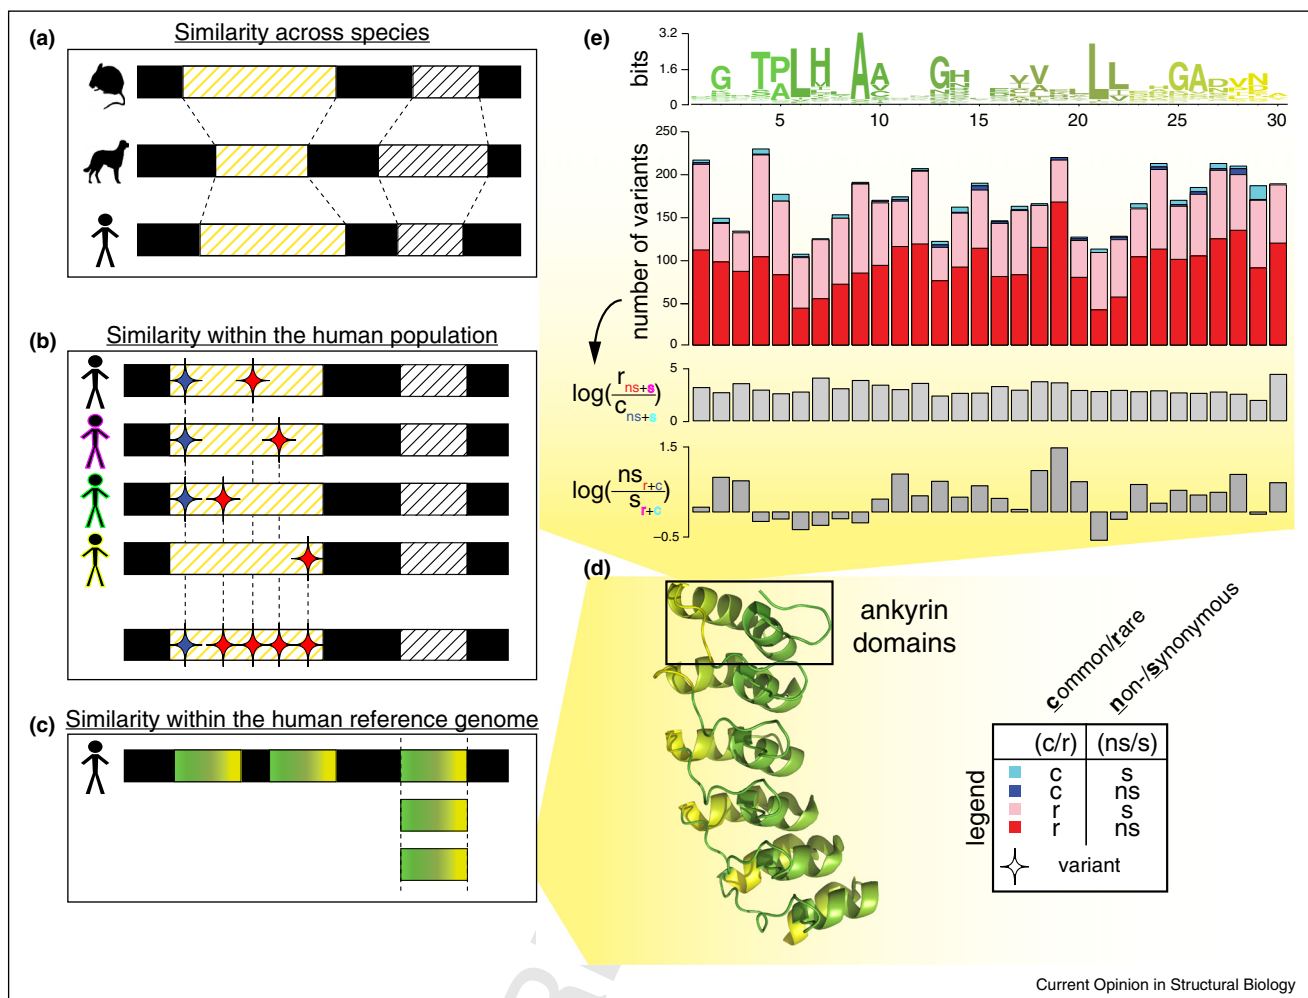 (a)
Similarity across species
(b)
Similarity within the human population
(c)
Similarity within the human reference genome
(e)
bits
3.2
1.6
0
G TPLH AA GH YV LL GADVN
A
5 10 15 20 25 30
number of variants
250
200
150
100
50
0
log(r ns+s / c ns+s)
5
0
log(ns r+c / s r+c)
1.5
−0.5
(d)
ankyrin
domains
common/rare
non-/synonymous
legend
(c/r) (ns/s)
c s
c ns
r s
r ns
variant
Current Opinion in Structural Biology